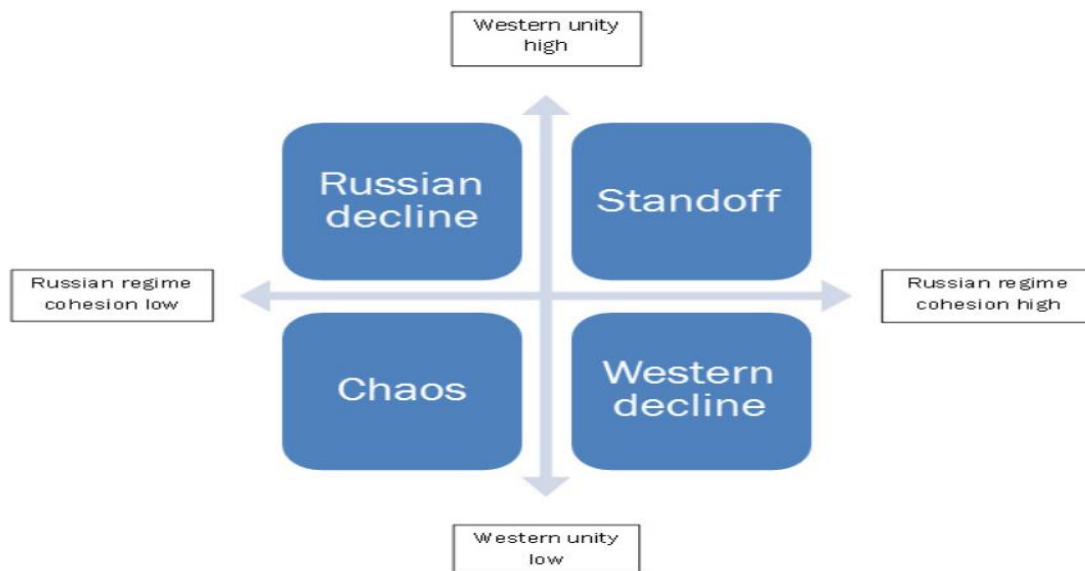 Western unity
high
Russian
decline
Standoff
Russian regime
cohesion low
Russian regime
cohesion high
Chaos
Western
decline
Western unity
low